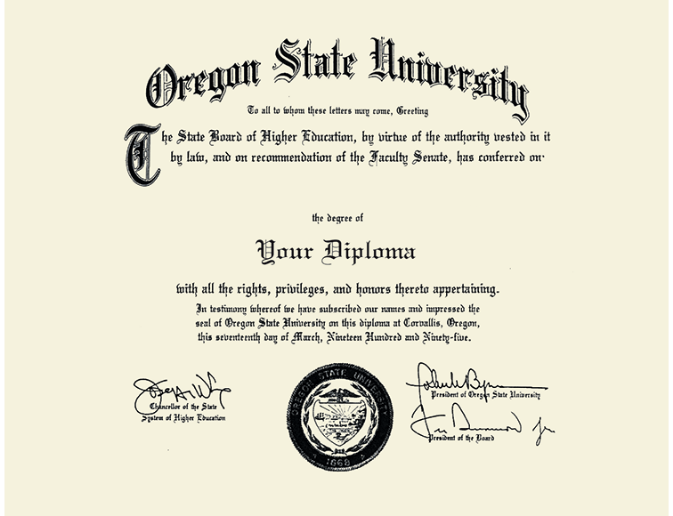 Oregon State University
To all to whom these letters may come, Greeting
The State Board of Higher Education, by virtue of the authority vested in it
by law, and on recommendation of the Faculty Senate, has conferred on
the degree of
Your Diploma
with all the rights, privileges, and honors thereto appertaining.
In testimony whereof we have subscribed our names and impressed the
seal of Oregon State University on this diploma at Corvallis, Oregon,
this seventeenth day of March, Nineteen Hundred and Ninety-five.
Chancellor of the State
System of Higher Education
OREGON STATE UNIVERSITY
1868
President of Oregon State University
President of the Board